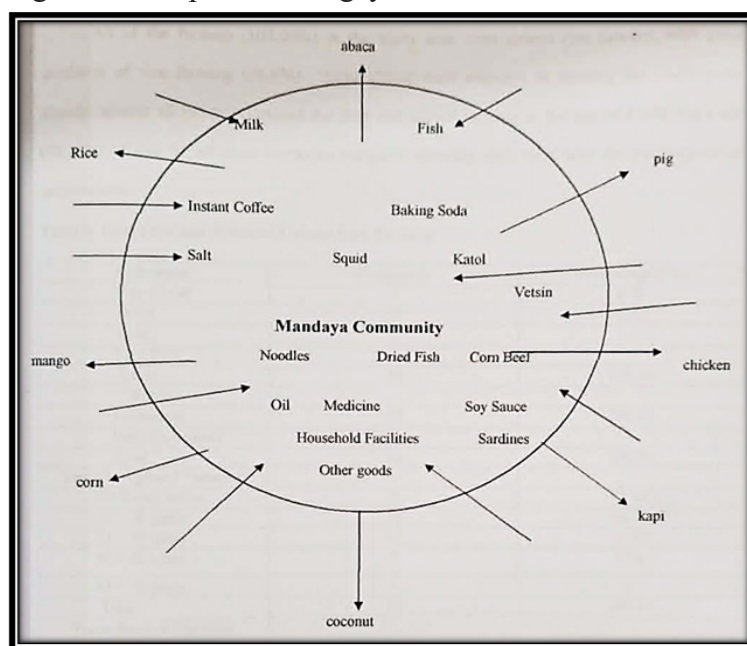 abaca
Milk
Fish
Rice
pig
Instant Coffee
Baking Soda
Salt
Squid
Katol
Vetsin
Mandaya Community
mango
Noodles
Dried Fish
Corn Beef
chicken
Oil
Medicine
Soy Sauce
Household Facilities
Sardines
Other goods
corn
kapi
coconut